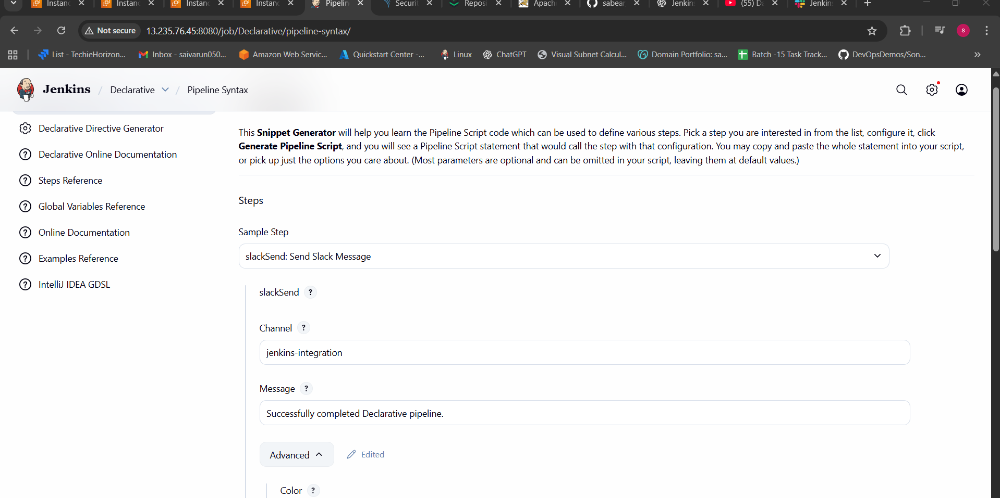 Instanc
Instanc
Instanc
Instanc
Pipelin
Securit
Reposi
Apach
sabear
Jenkins
(55) Da
Jenkins
Not secure
13.235.76.45:8080/job/Declarative/pipeline-syntax/
S
List - TechieHorizon...
Inbox - saivarun050...
Amazon Web Servic...
Quickstart Center -...
Linux
ChatGPT
Visual Subnet Calcul...
Domain Portfolio: sa...
Batch -15 Task Track...
DevOpsDemos/Son...
»
Jenkins / Declarative / Pipeline Syntax
Declarative Directive Generator
? Declarative Online Documentation
? Steps Reference
? Global Variables Reference
? Online Documentation
? Examples Reference
? IntelliJ IDEA GDSL
This Snippet Generator will help you learn the Pipeline Script code which can be used to define various steps. Pick a step you are interested in from the list, configure it, click
Generate Pipeline Script, and you will see a Pipeline Script statement that would call the step with that configuration. You may copy and paste the whole statement into your script,
or pick up just the options you care about. (Most parameters are optional and can be omitted in your script, leaving them at default values.)
Steps
Sample Step
slackSend: Send Slack Message
slackSend ?
Channel ?
jenkins-integration
Message ?
Successfully completed Declarative pipeline.
Advanced
Edited
Color ?